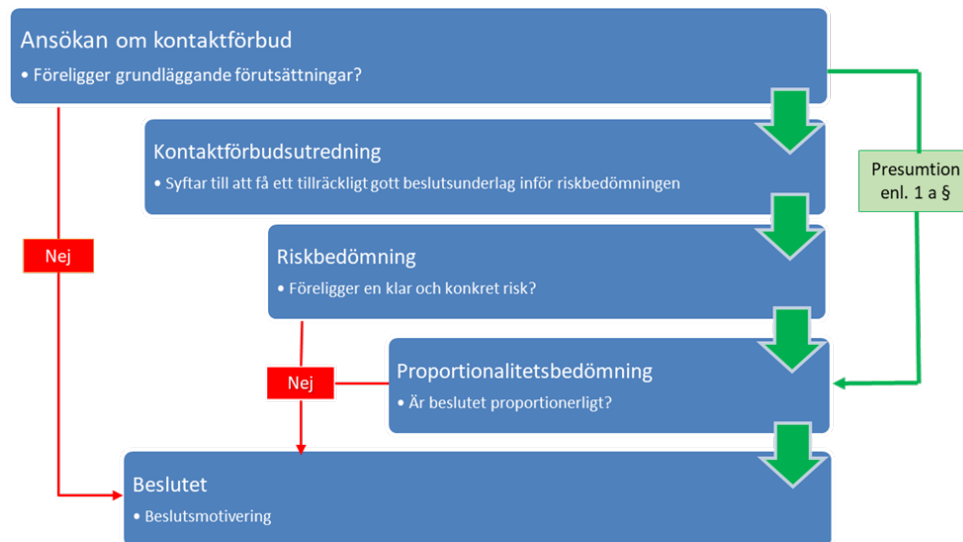 Ansökan om kontaktförbud
• Föreligger grundläggande förutsättningar?
Kontaktförbudsutredning
• Syftar till att få ett tillräckligt gott beslutsunderlag inför riskbedömningen
Presumtion
enl. 1 a §
Nej
Riskbedömning
• Föreligger en klar och konkret risk?
Nej
Proportionalitetsbedömning
• Är beslutet proportionerligt?
Beslutet
• Beslutsmotivering